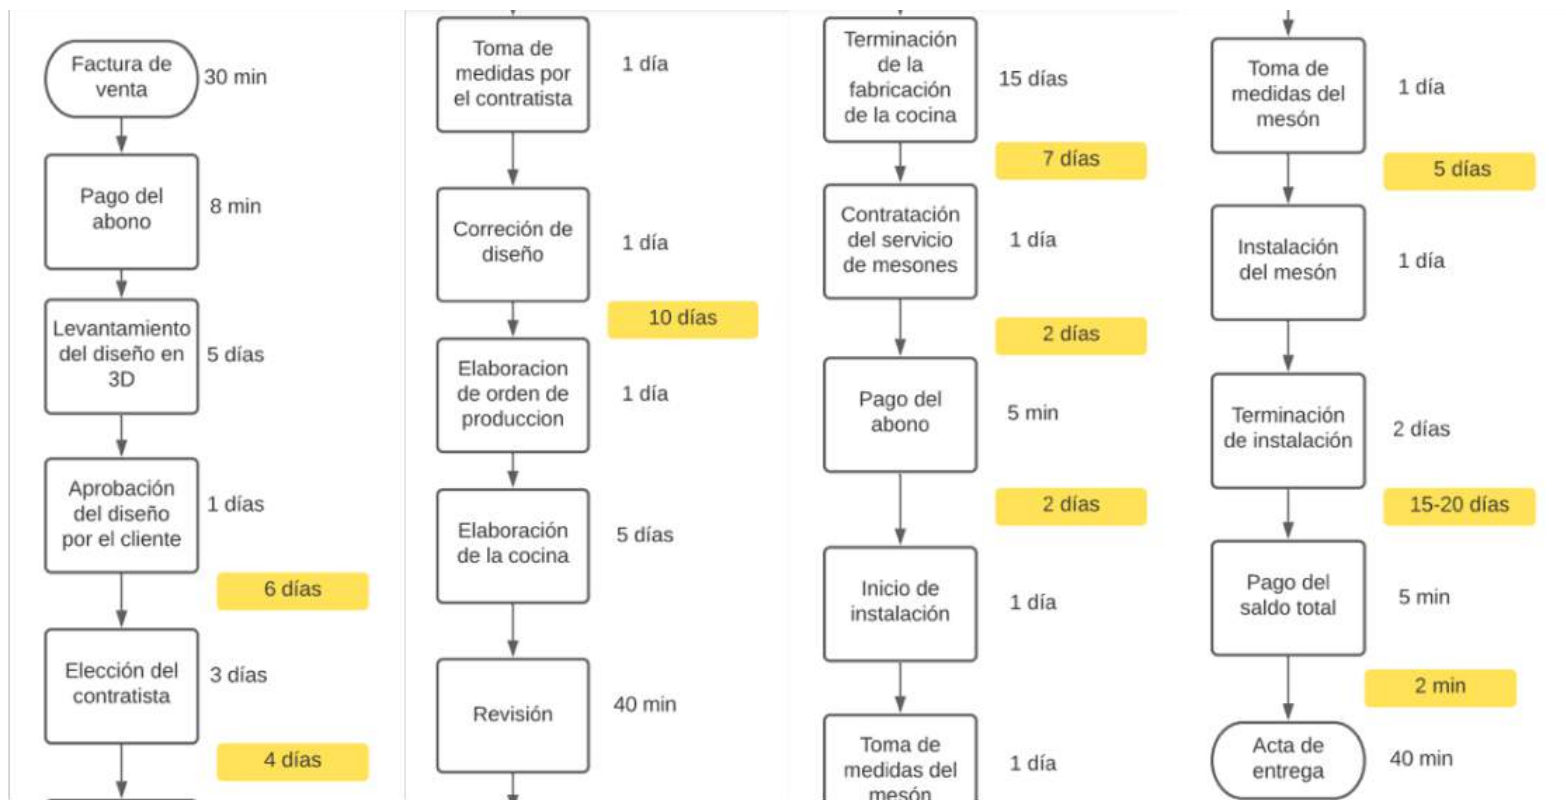 Factura de
venta
30 min
Pago del
abono
8 min
Levantamiento
del diseño en
3D
5 días
Aprobación
del diseño
por el cliente
1 días
6 días
Elección del
contratista
3 días
4 días
Toma de
medidas por
el contratista
1 día
Correción de
diseño
1 día
10 días
Elaboracion
de orden de
produccion
1 día
Elaboración
de la cocina
5 días
Revisión
40 min
Terminación
de la
fabricación
de la cocina
15 días
7 días
Contratación
del servicio
de mesones
1 día
2 días
Pago del
abono
5 min
2 días
Inicio de
instalación
1 día
Toma de
medidas del
mesón
1 día
Toma de
medidas del
mesón
1 día
5 días
Instalación
del mesón
1 día
Terminación
de instalación
2 días
15-20 días
Pago del
saldo total
5 min
2 min
Acta de
entrega
40 min